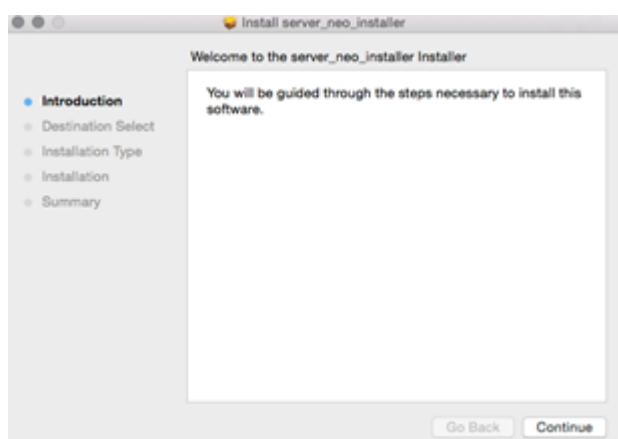 Install server_neo_installer
Welcome to the server_neo_installer Installer
Introduction
Destination Select
Installation Type
Installation
Summary
You will be guided through the steps necessary to install this
software.
Go Back
Continue